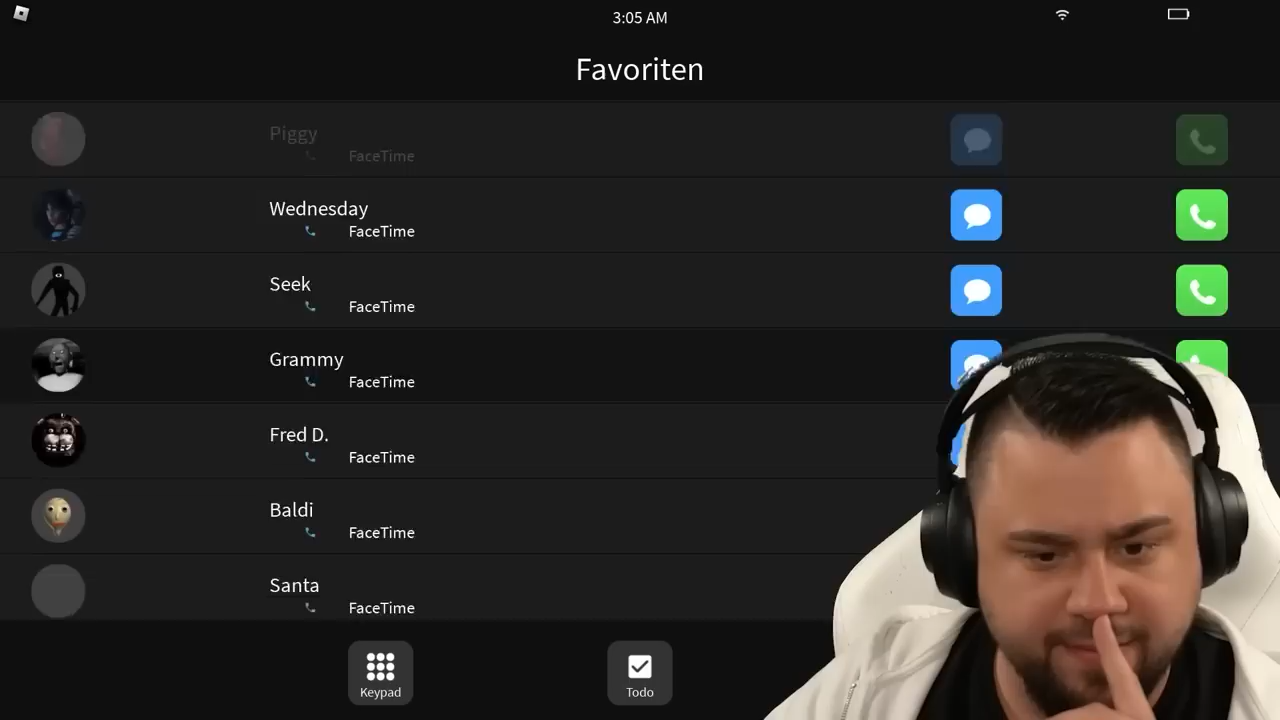 3:05 AM
Favoriten
Piggy
FaceTime
Wednesday
FaceTime
Seek
FaceTime
Grammy
FaceTime
Fred D.
FaceTime
Baldi
FaceTime
Santa
FaceTime
Keypad
Todo